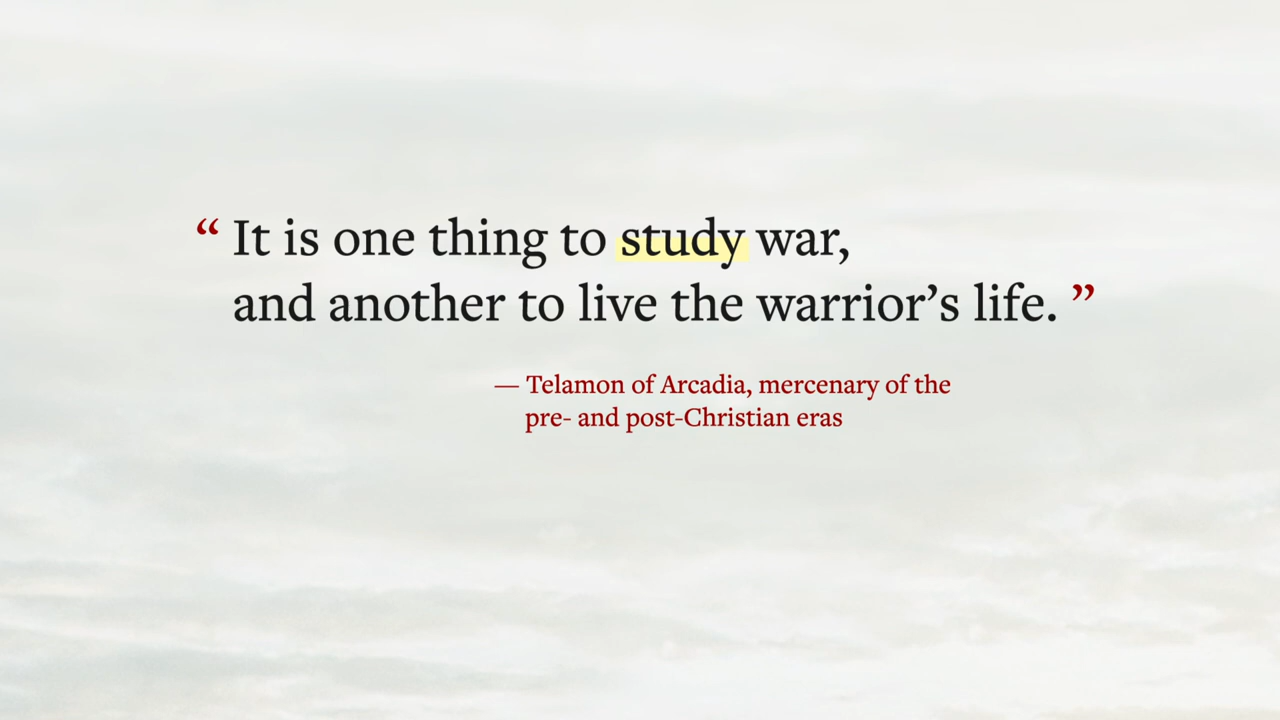 “ It is one thing to study war,
and another to live the warrior’s life. ”
— Telamon of Arcadia, mercenary of the
pre- and post-Christian eras